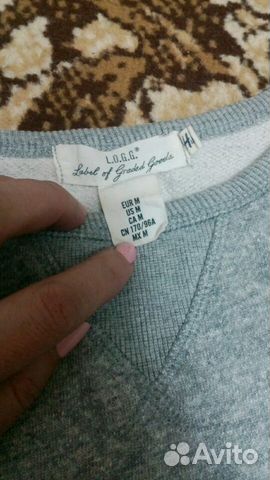 L.O.G.G.®
Label of Graded Goods
H
EUR M
US M
CA M
CN 170/96A
MX M
Avito